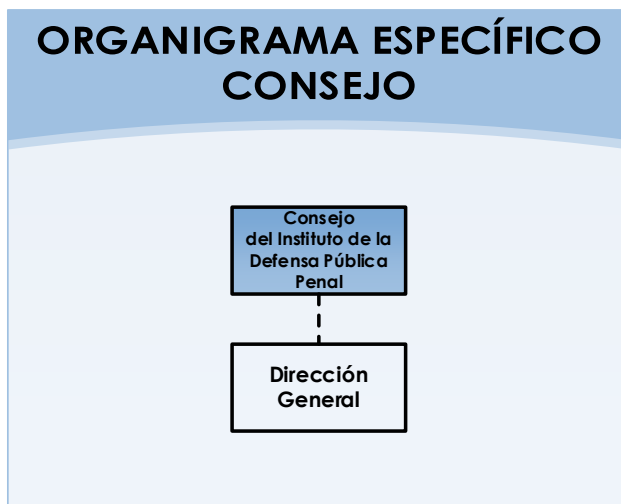 ORGANIGRAMA ESPECÍFICO
CONSEJO
Consejo
del Instituto de la
Defensa Pública
Penal
Dirección
General